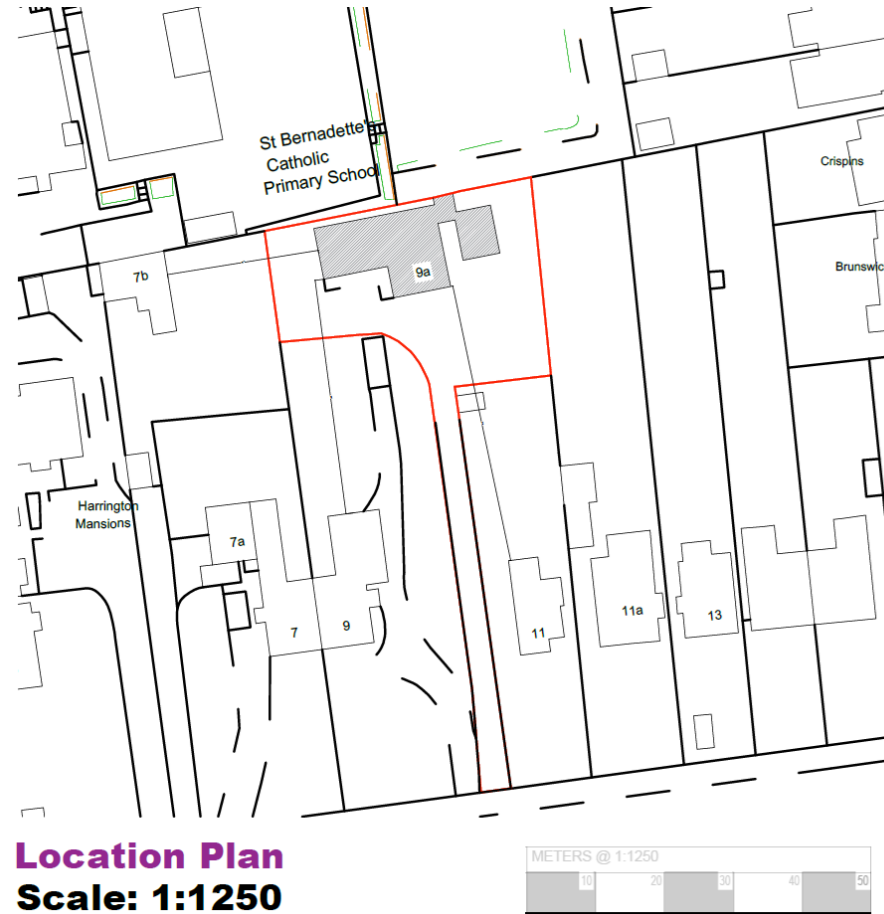 St Bernadette's
Catholic
Primary School
Crispins
7b
9a
Brunswic
Harrington
Mansions
7a
7
9
11
11a
13
Location Plan
Scale: 1:1250
METERS @ 1:1250
10 20 30 40 50